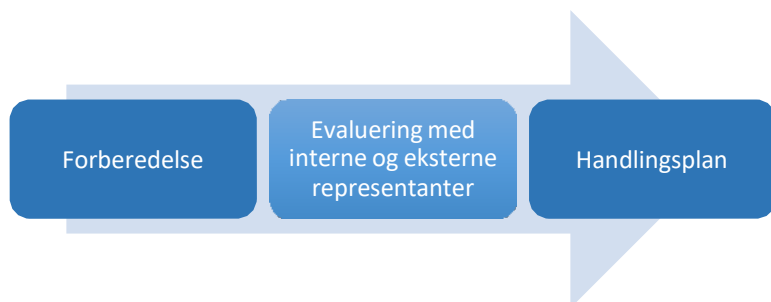 Forberedelse
Evaluering med
interne og eksterne
representanter
Handlingsplan